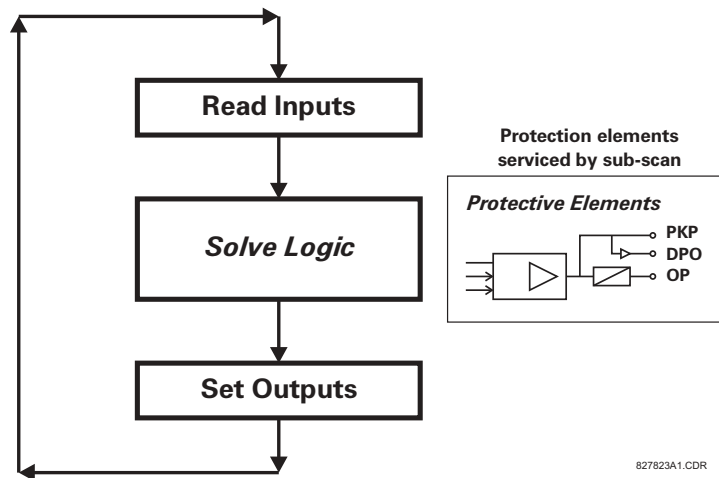 Read Inputs
Solve Logic
Set Outputs
Protection elements
serviced by sub-scan
Protective Elements
PKP
DPO
OP
827823A1.CDR